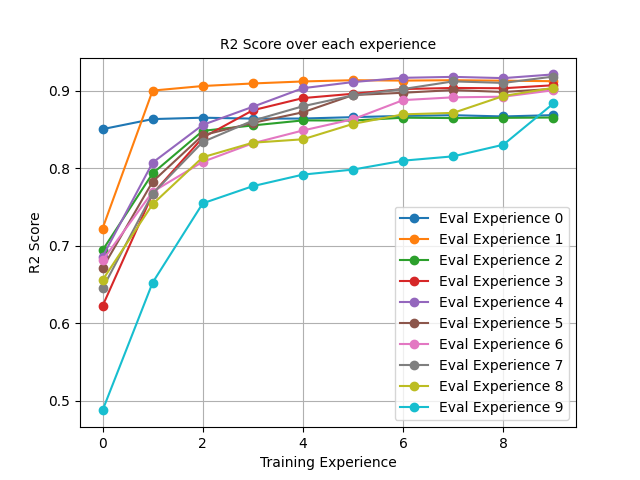 R2 Score over each experience
R2 Score
0.9
0.8
0.7
0.6
0.5
Eval Experience 0
Eval Experience 1
Eval Experience 2
Eval Experience 3
Eval Experience 4
Eval Experience 5
Eval Experience 6
Eval Experience 7
Eval Experience 8
Eval Experience 9
0 2 4 6 8
Training Experience